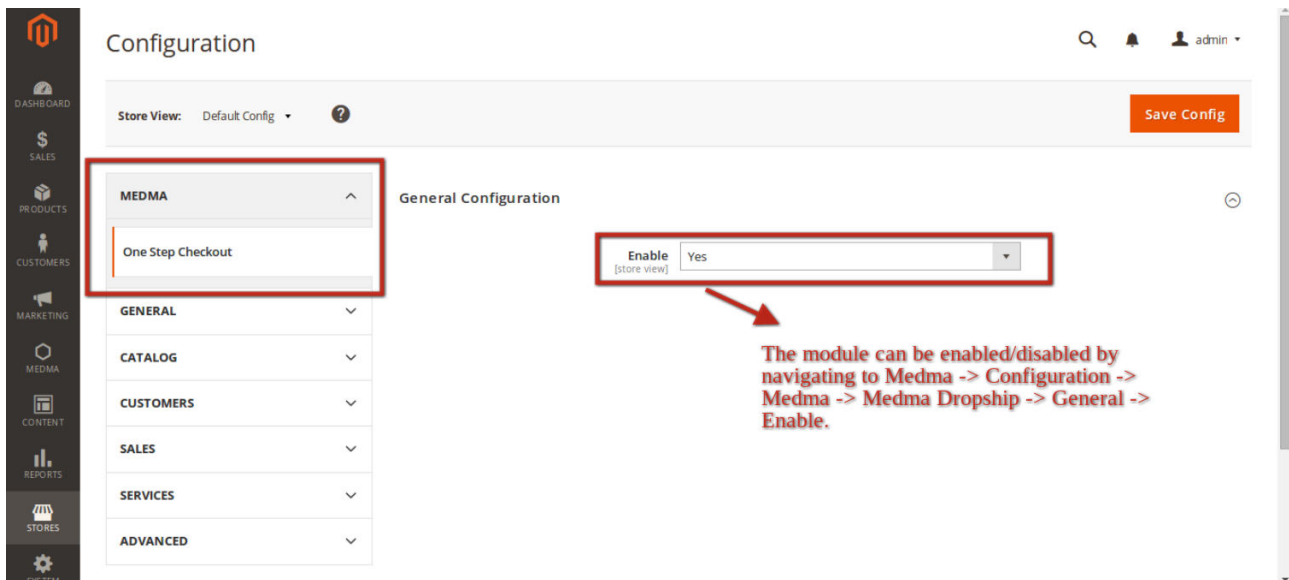 Configuration
admin
DASHBOARD
Store View: Default Config
?
Save Config
SALES
MEDMA
General Configuration
PRODUCTS
One Step Checkout
Enable Yes
[store view]
CUSTOMERS
GENERAL
MARKETING
The module can be enabled/disabled by
navigating to Medma -> Configuration ->
Medma -> Medma Dropship -> General ->
Enable.
CATALOG
MEDMA
CUSTOMERS
CONTENT
SALES
REPORTS
SERVICES
STORES
ADVANCED
SYSTEM